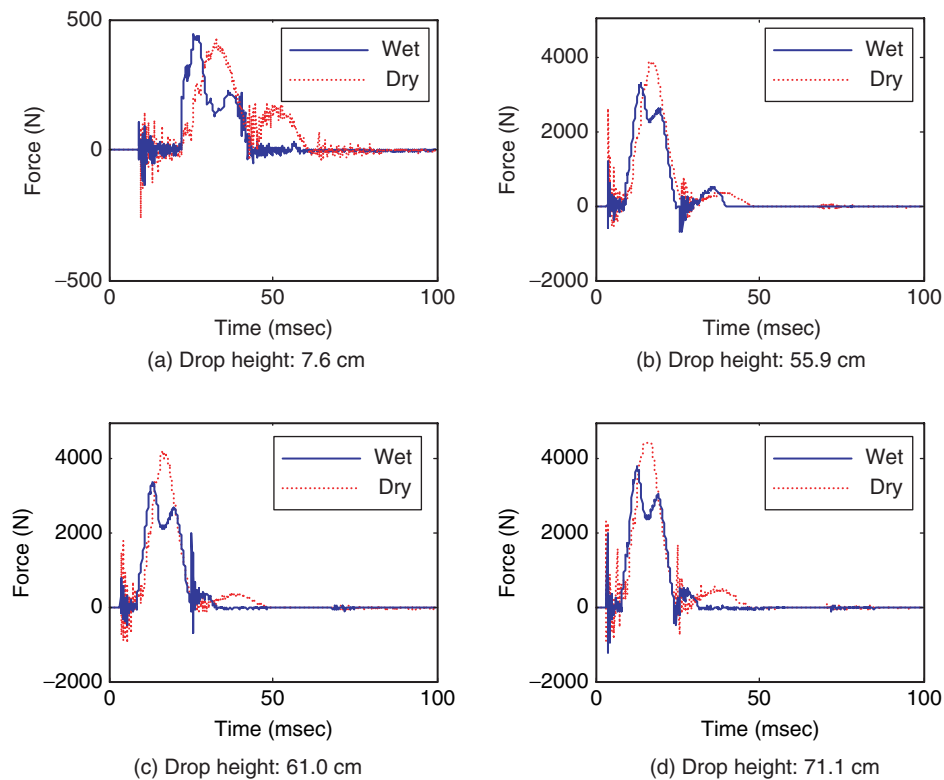 500
Wet
Dry
Force (N)
0
−500
0
50
100
Time (msec)
(a) Drop height: 7.6 cm
4000
Wet
Dry
Force (N)
2000
0
−2000
0
50
100
Time (msec)
(b) Drop height: 55.9 cm
4000
Wet
Dry
Force (N)
2000
0
−2000
0
50
100
Time (msec)
(c) Drop height: 61.0 cm
4000
Wet
Dry
Force (N)
2000
0
−2000
0
50
100
Time (msec)
(d) Drop height: 71.1 cm